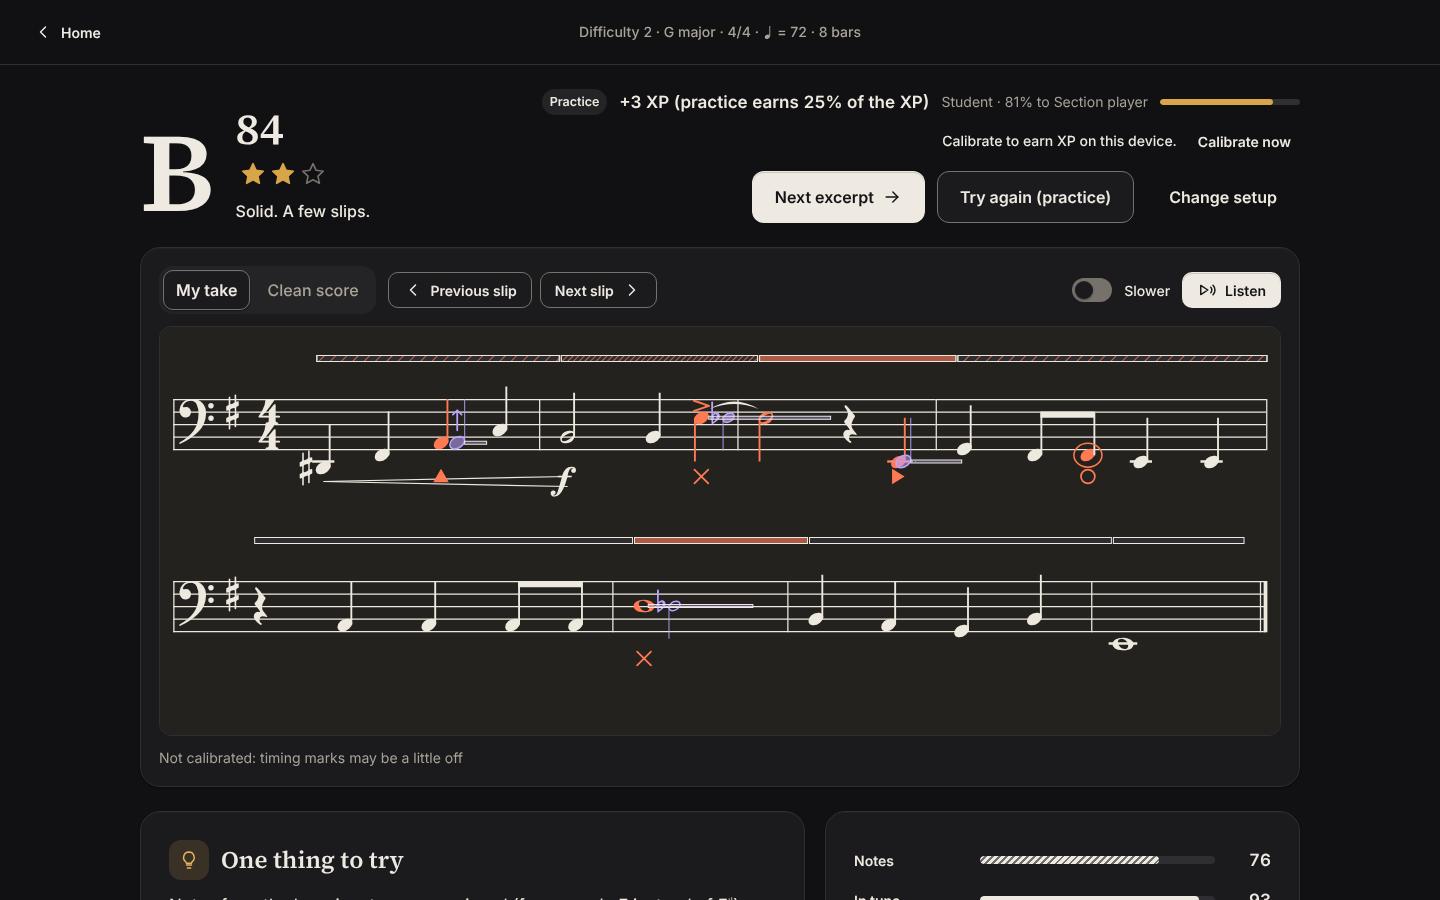 Home
Difficulty 2 · G major · 4/4 · ♩ = 72 · 8 bars
Practice +3 XP (practice earns 25% of the XP) Student · 81% to Section player
B 84
Calibrate to earn XP on this device. Calibrate now
Solid. A few slips.
Next excerpt Try again (practice) Change setup
My take Clean score Previous slip Next slip Slower Listen
Not calibrated: timing marks may be a little off
One thing to try
Notes 76
In tune 93